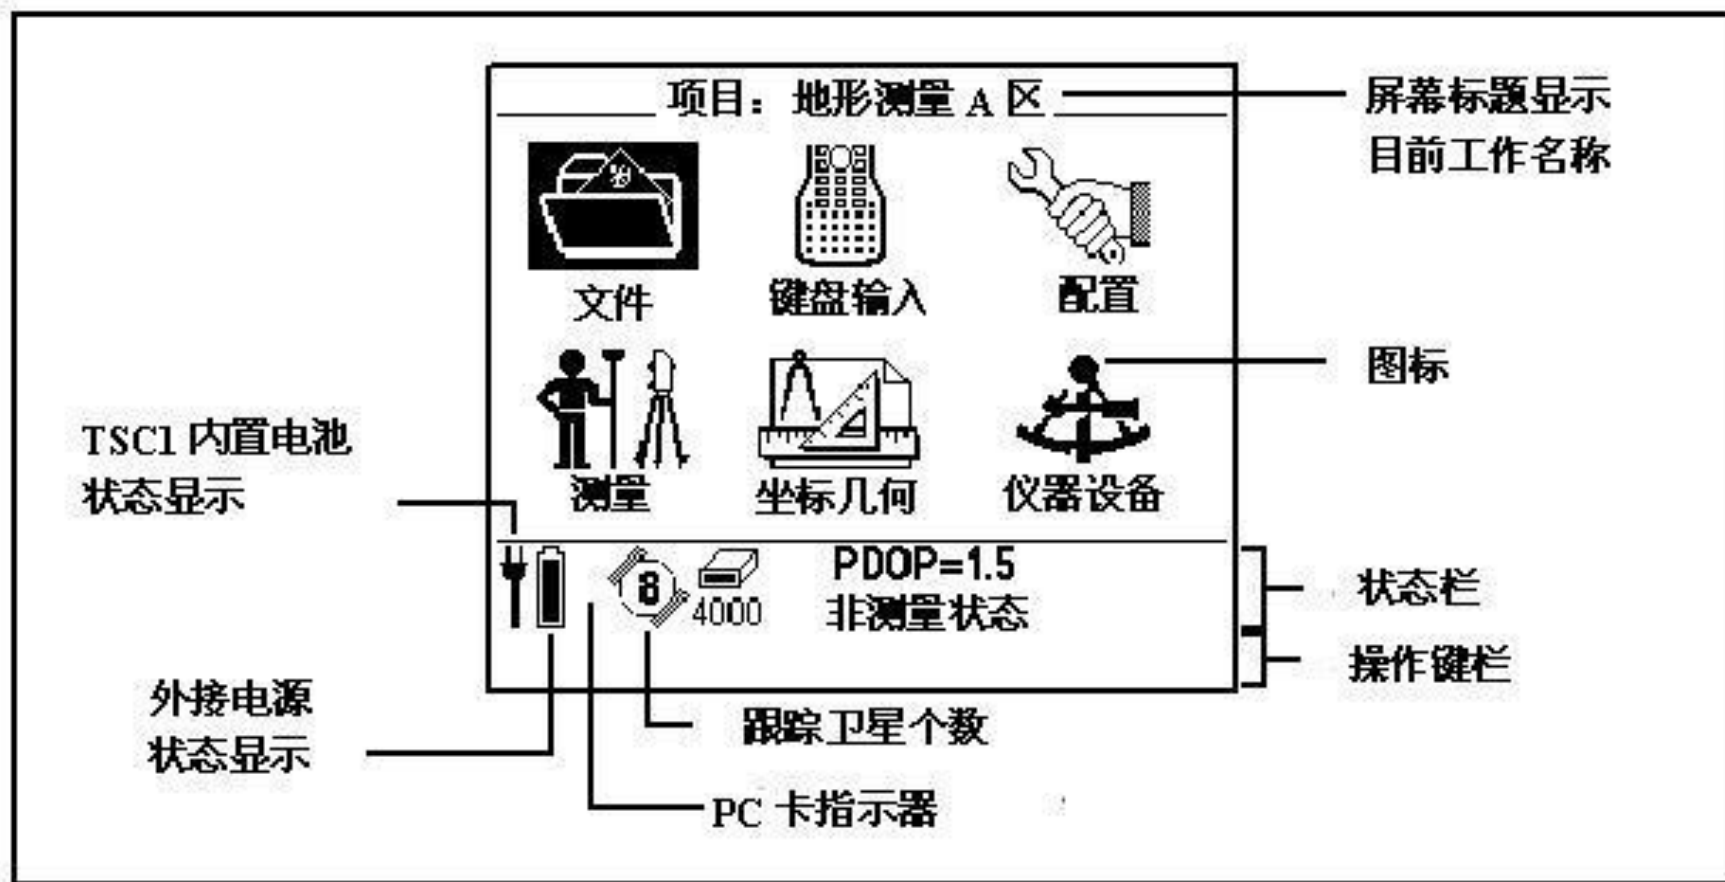 项目：地形测量 A
屏幕标题显示
目前工作名称
文件
键盘输入
配置
图标
测量
坐标几何
仪器设备
TSC1 内置电池
状态显示
8
4000
PDOP=1.5
非测量状态
状态栏
操作键栏
外接电源
状态显示
跟踪卫星个数
PC 卡指示器